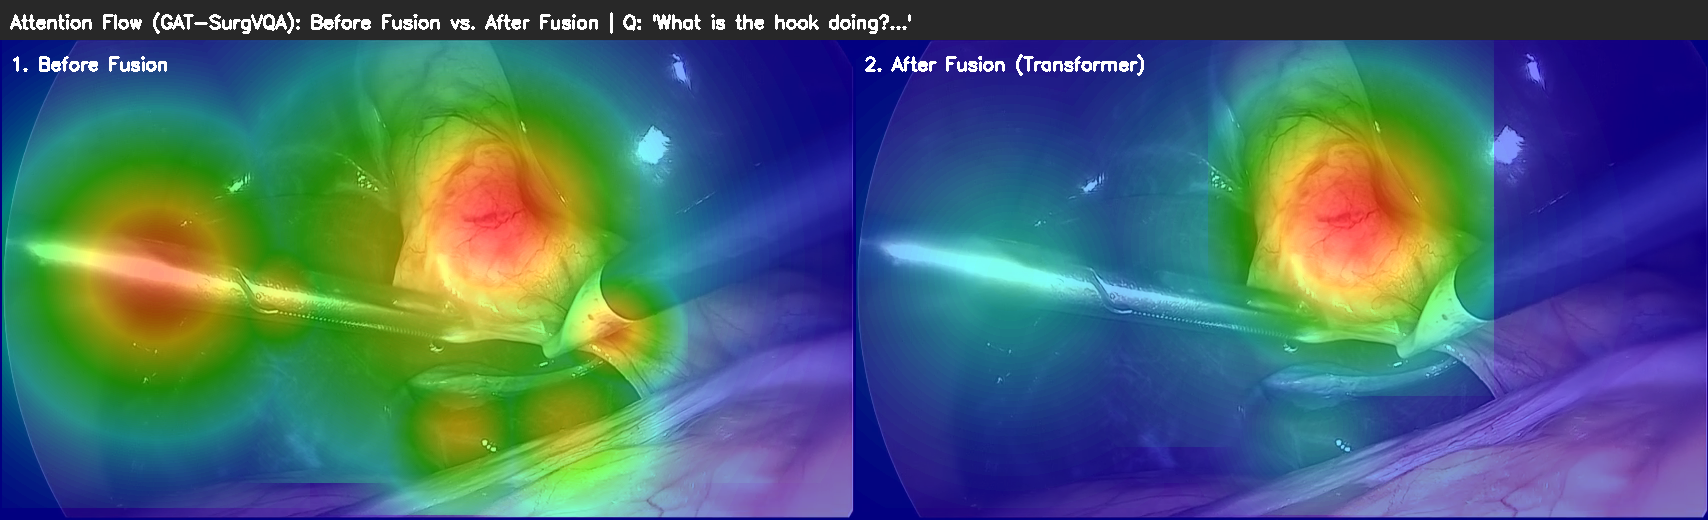 Attention Flow (GAT-SurgVQA): Before Fusion vs. After Fusion | Q: 'What is the hook doing?...'
1. Before Fusion
2. After Fusion (Transformer)